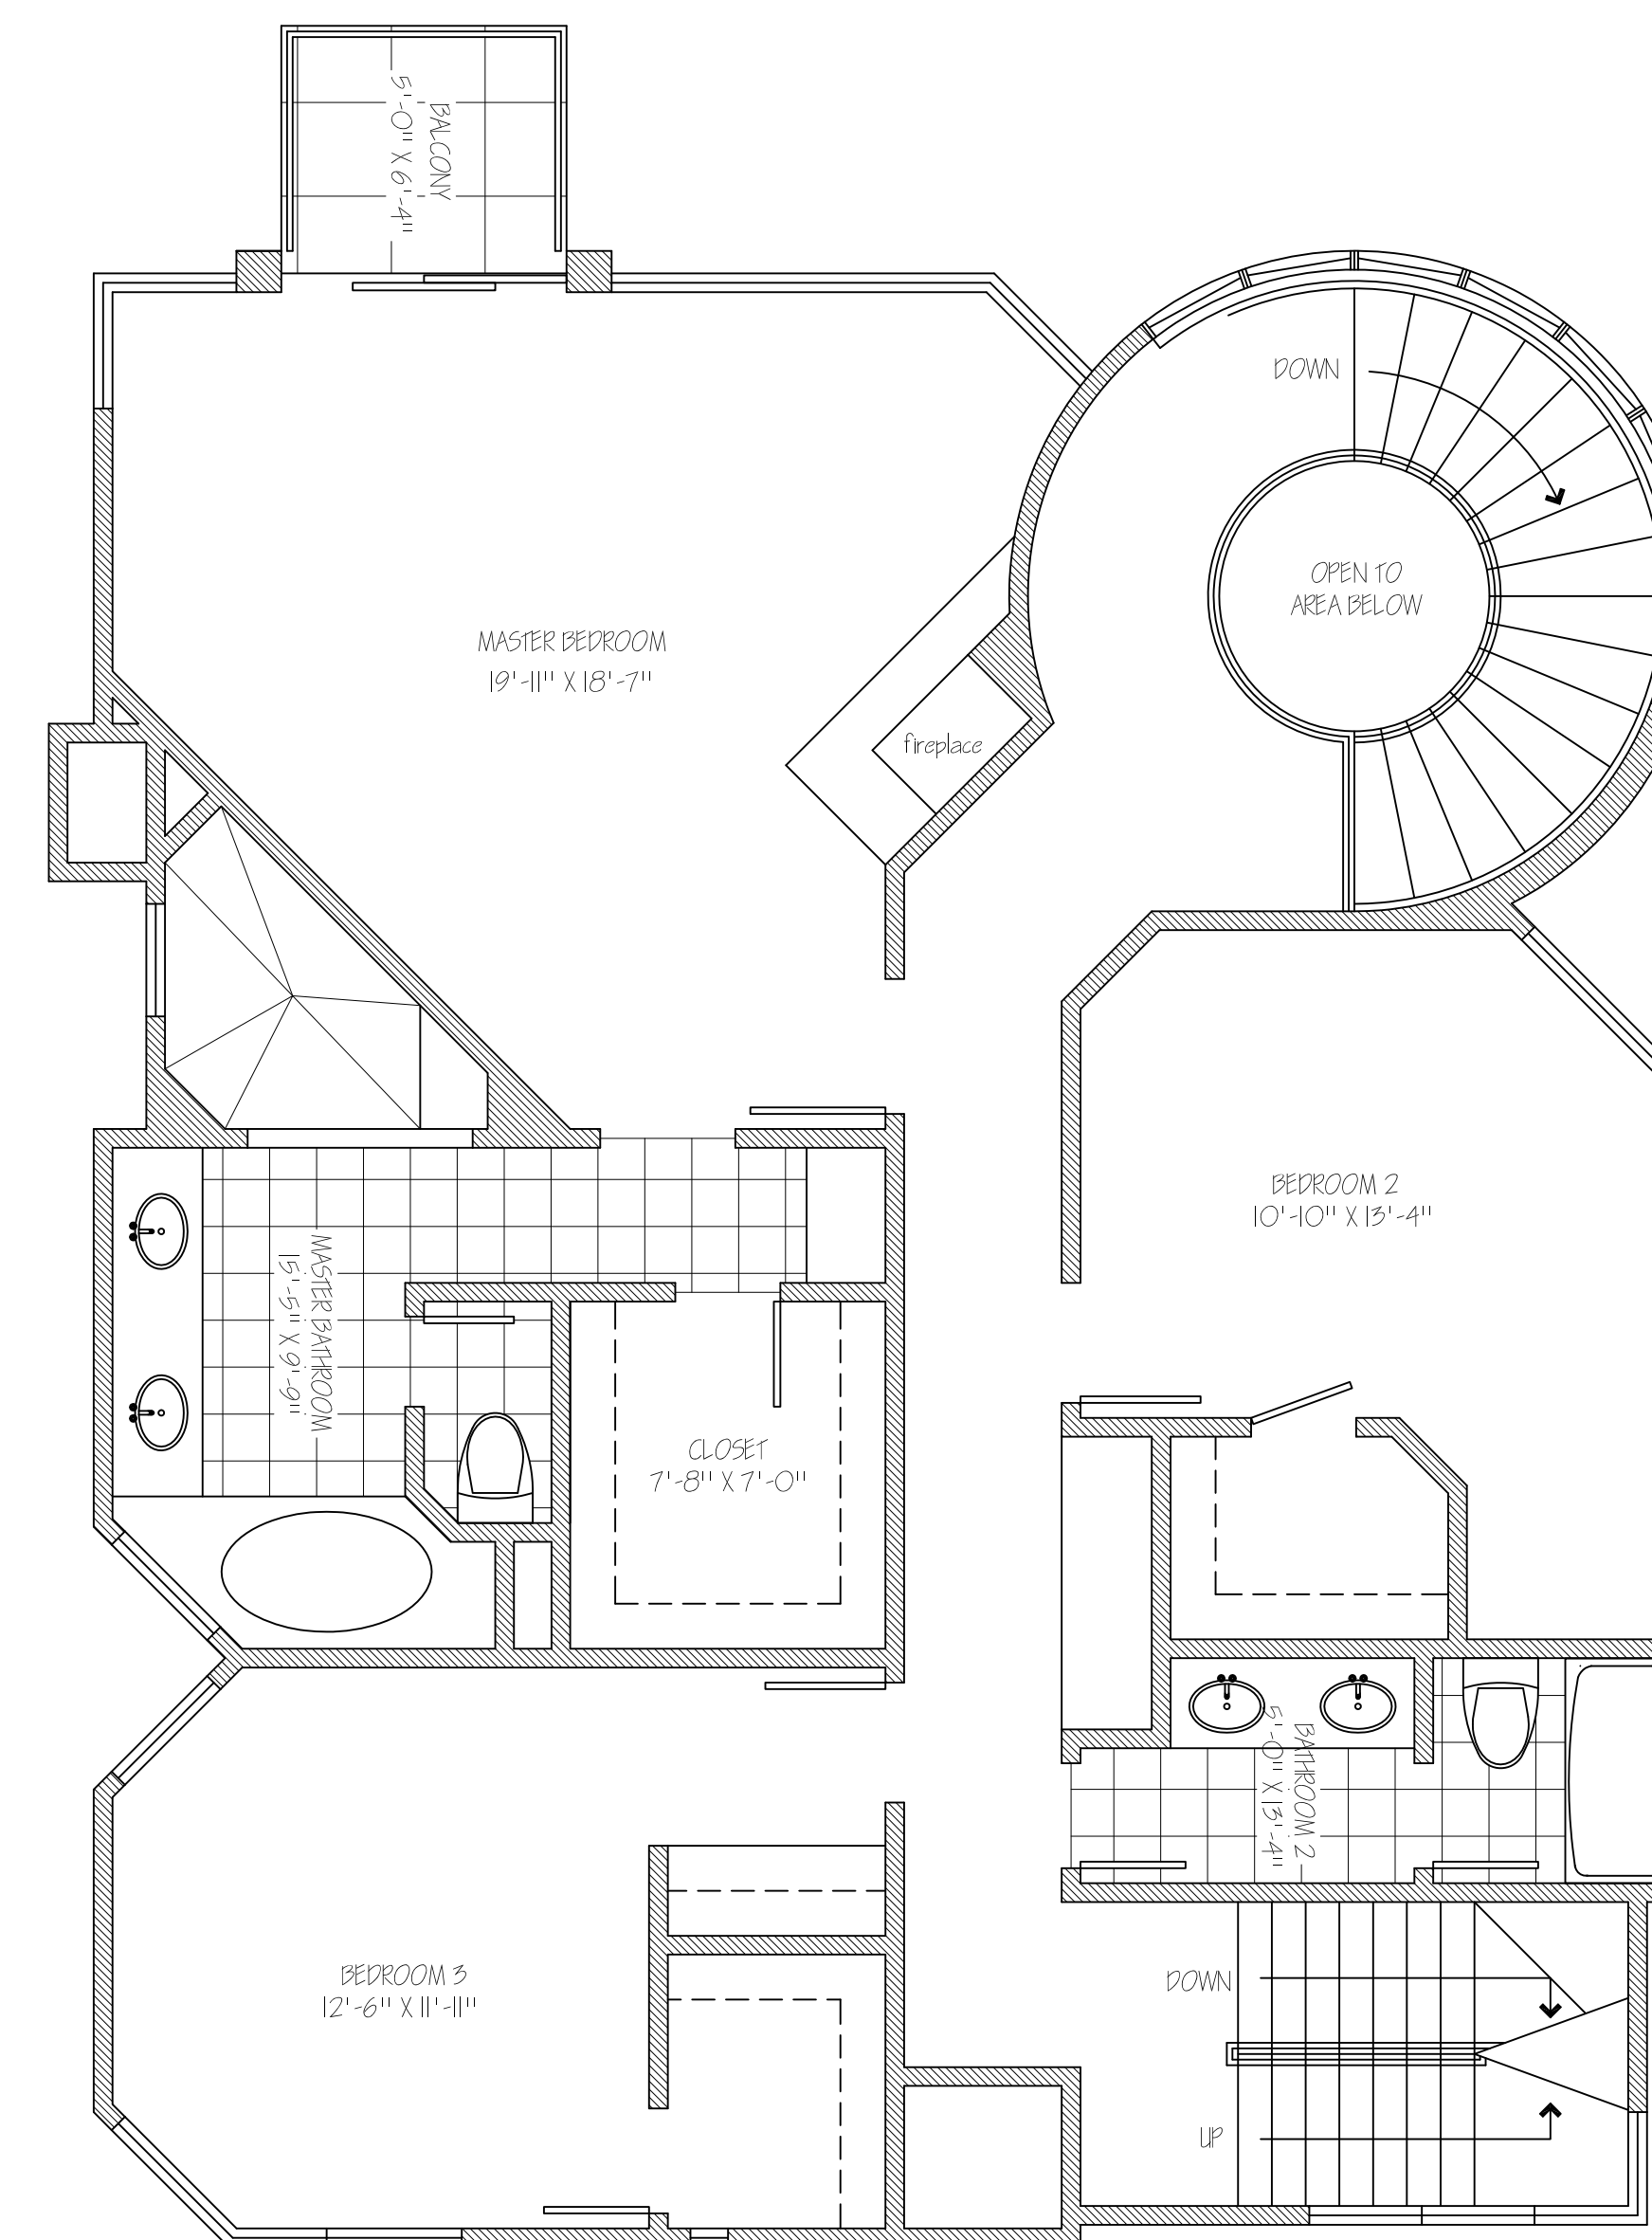 BALCONY
5'-0" X 6'-4"
DOWN
OPEN TO
AREA BELOW
MASTER BEDROOM
19'-11" X 18'-7"
fireplace
BEDROOM 2
10'-10" X 13'-4"
MASTER BATHROOM
15'-5" X 9'-9"
CLOSET
7'-8" X 7'-0"
BATHROOM 2
5'-0" X 13'-4"
BEDROOM 3
12'-6" X 11'-11"
DOWN
UP